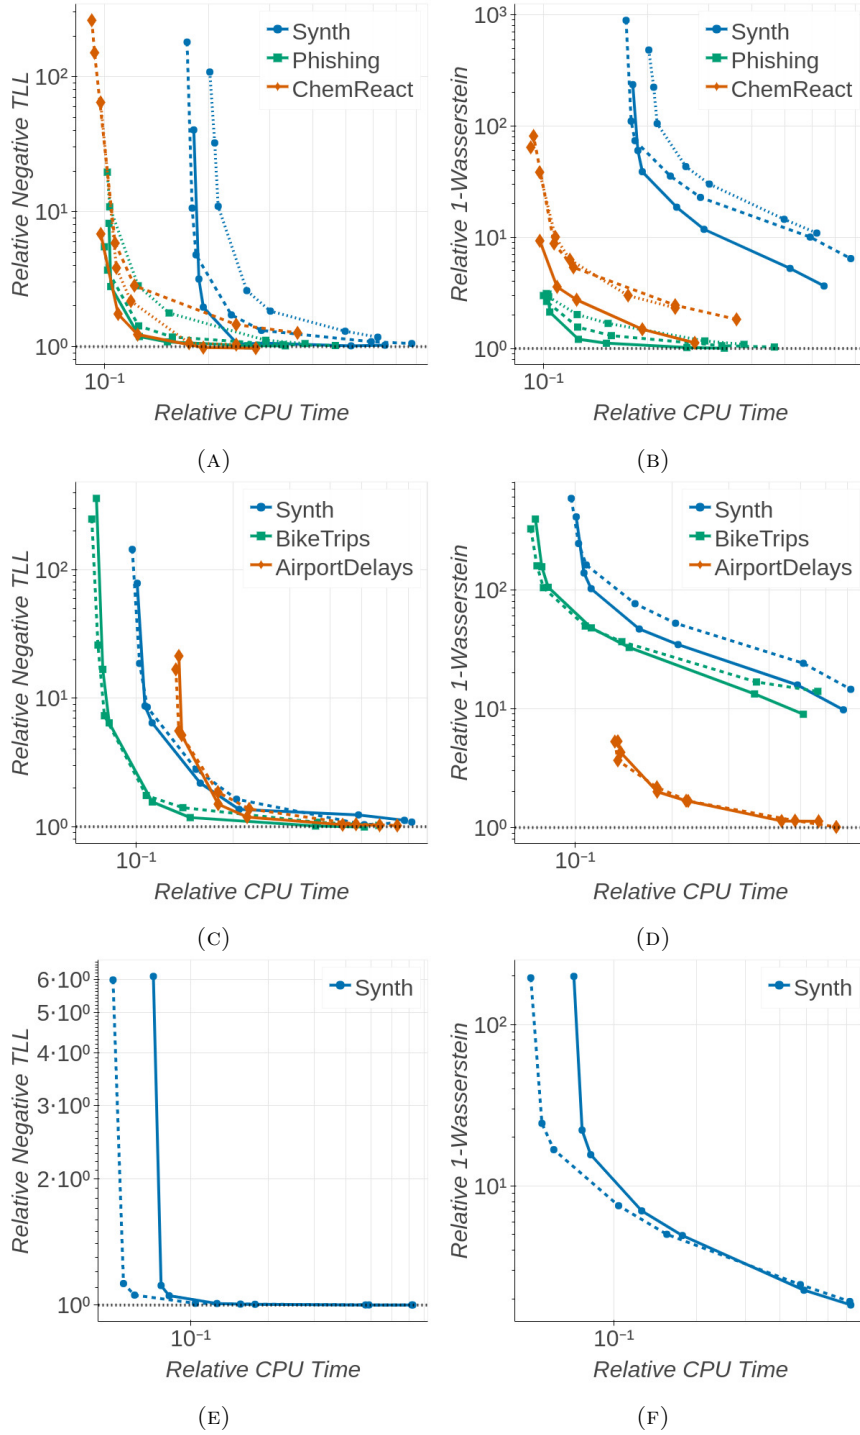 Relative Negative TLL
10²
10¹
10⁰
Synth
Phishing
ChemReact
10⁻¹
Relative CPU Time
(A)
Relative 1-Wasserstein
10³
10²
10¹
10⁰
Synth
Phishing
ChemReact
10⁻¹
Relative CPU Time
(B)
Relative Negative TLL
10²
10¹
10⁰
Synth
BikeTrips
AirportDelays
10⁻¹
Relative CPU Time
(C)
Relative 1-Wasserstein
10²
10¹
10⁰
Synth
BikeTrips
AirportDelays
10⁻¹
Relative CPU Time
(D)
Relative Negative TLL
6·10⁰
5·10⁰
4·10⁰
3·10⁰
2·10⁰
10⁰
Synth
10⁻¹
Relative CPU Time
(E)
Relative 1-Wasserstein
10²
10¹
Synth
10⁻¹
Relative CPU Time
(F)